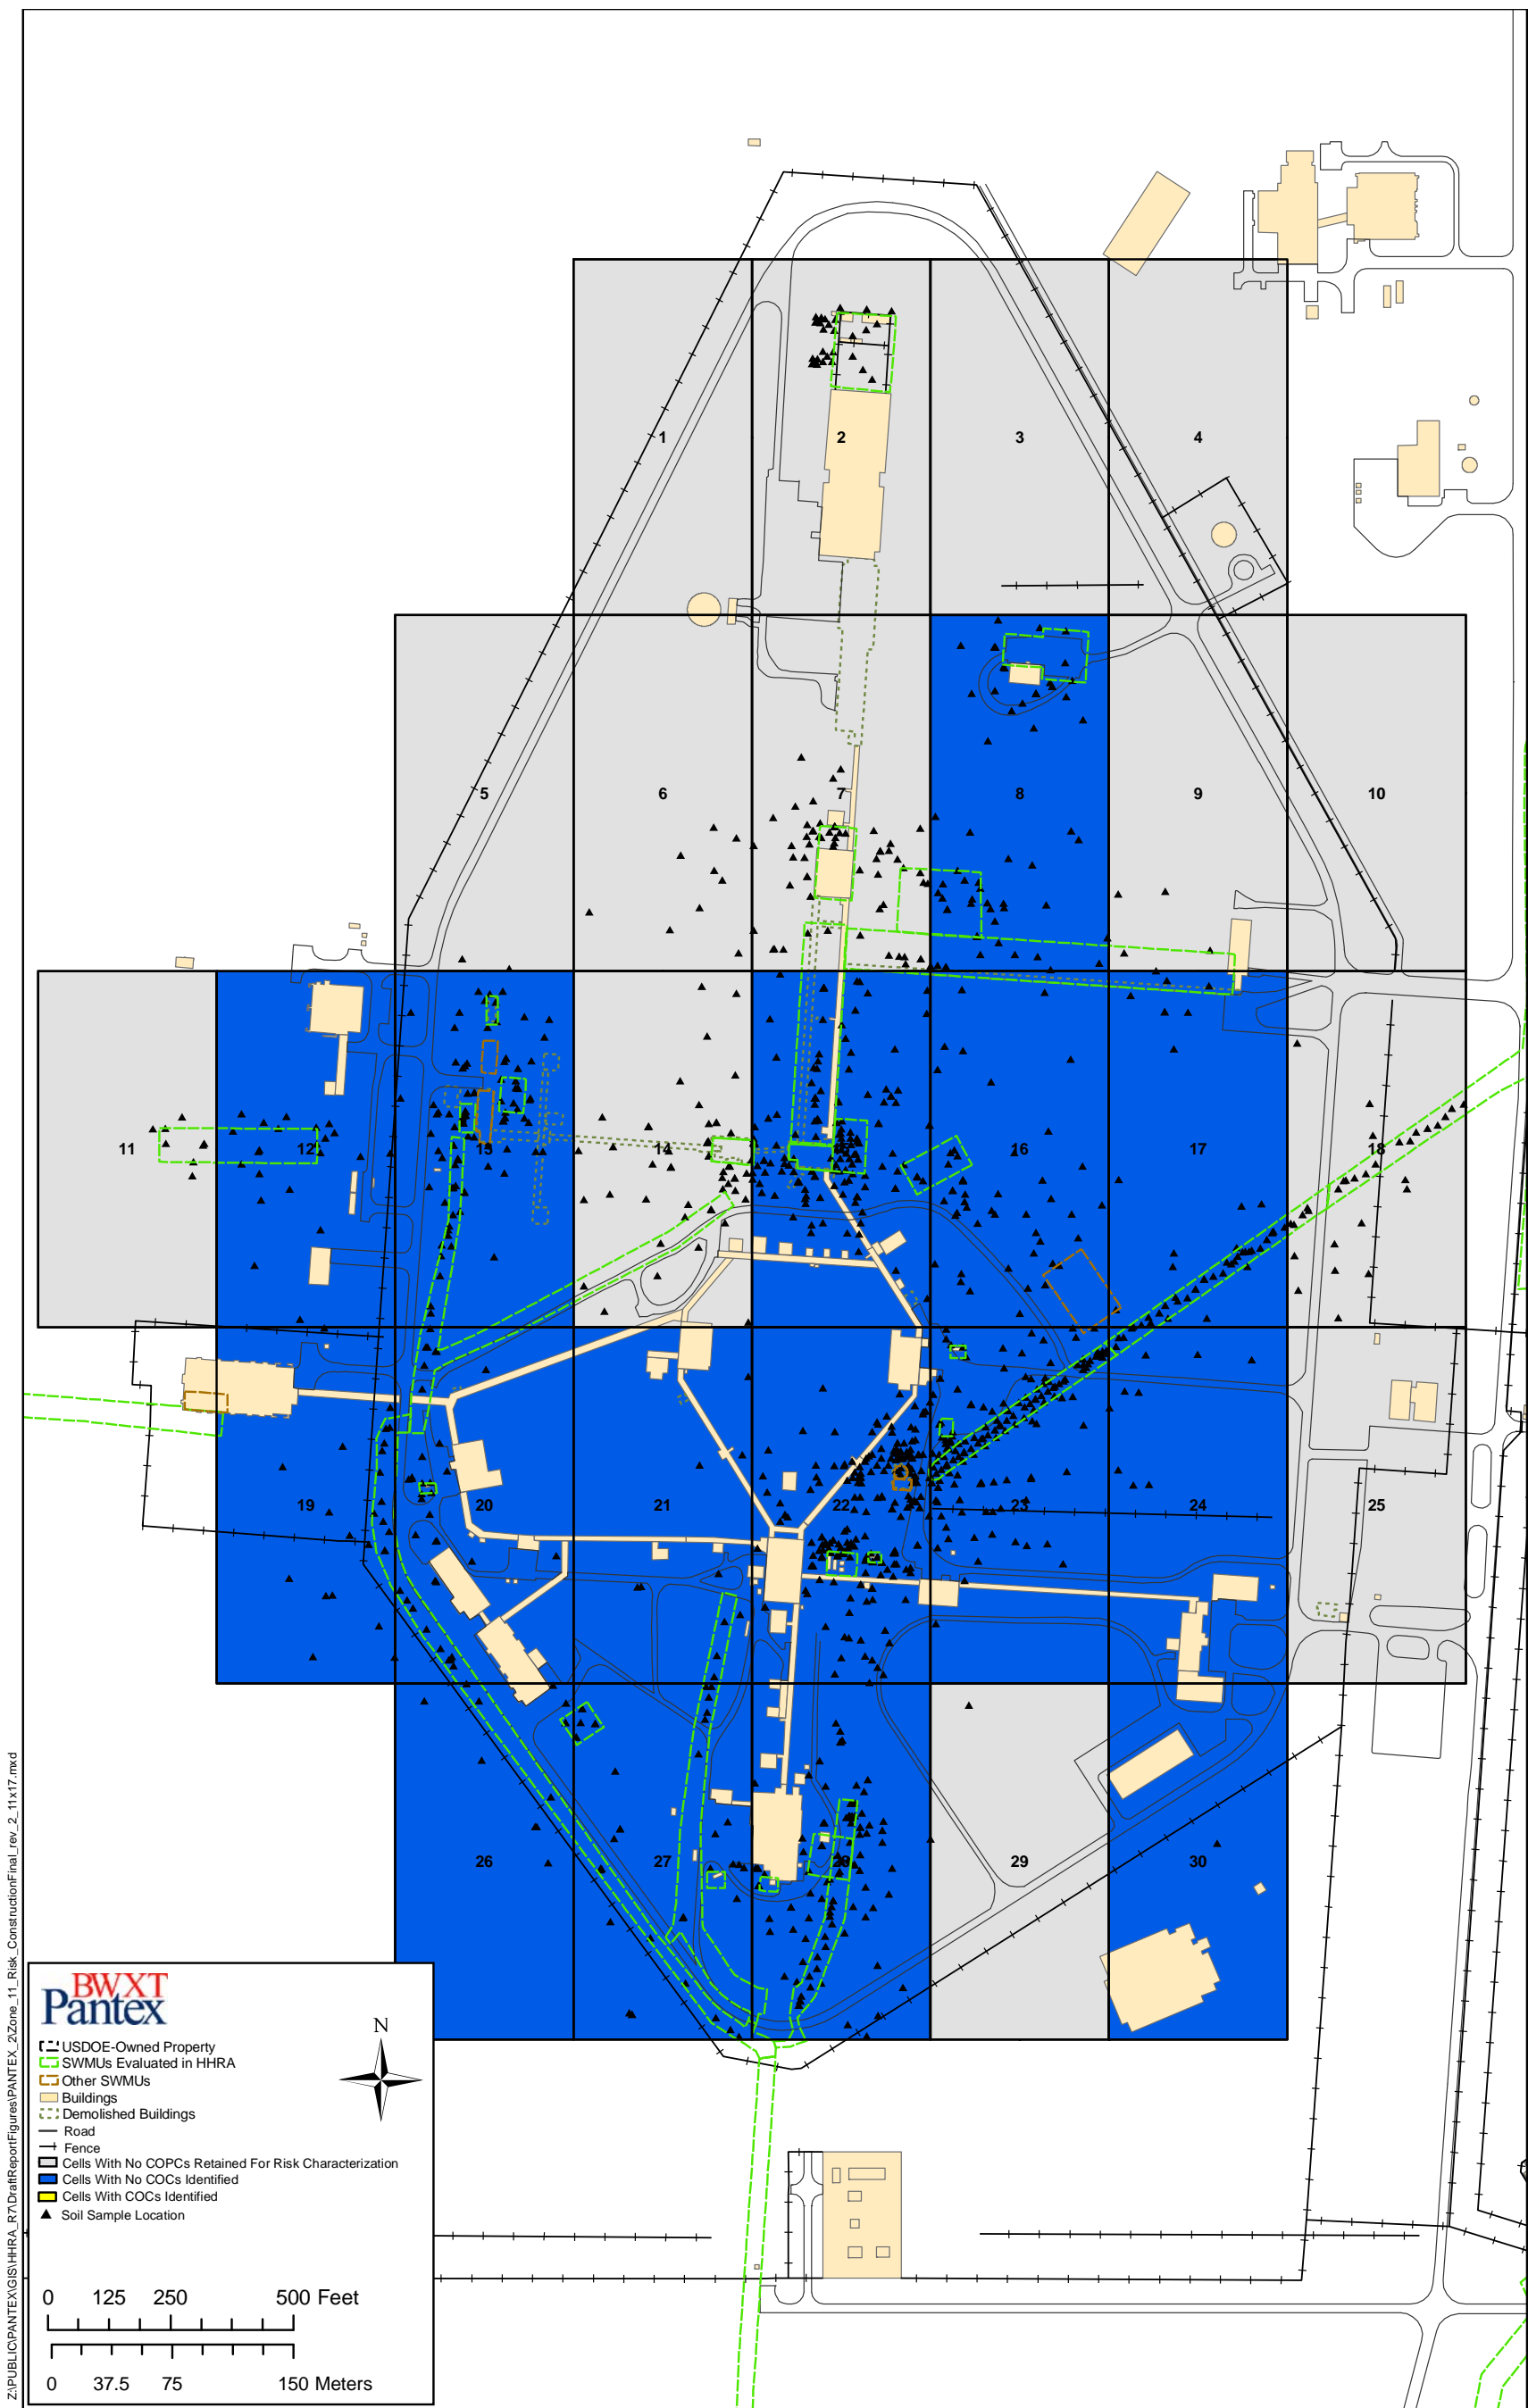 1
2
3
4
5
6
7
8
9
10
11
12
13
14
16
17
18
19
20
21
22
23
24
25
26
27
28
29
30
BWXT
Pantex
N
USDOE-Owned Property
SWMUs Evaluated in HHRA
Other SWMUs
Buildings
Demolished Buildings
Road
Fence
Cells With No COPCs Retained For Risk Characterization
Cells With No COCs Identified
Cells With COCs Identified
Soil Sample Location
0 125 250 500 Feet
0 37.5 75 150 Meters
Z:\PUBLIC\PANTEX\GIS\HHRA_R7\DraftReportFigures\PANTEX_2\Zone_11_Risk_ConstructionFinal_rev_2_11x17.mxd